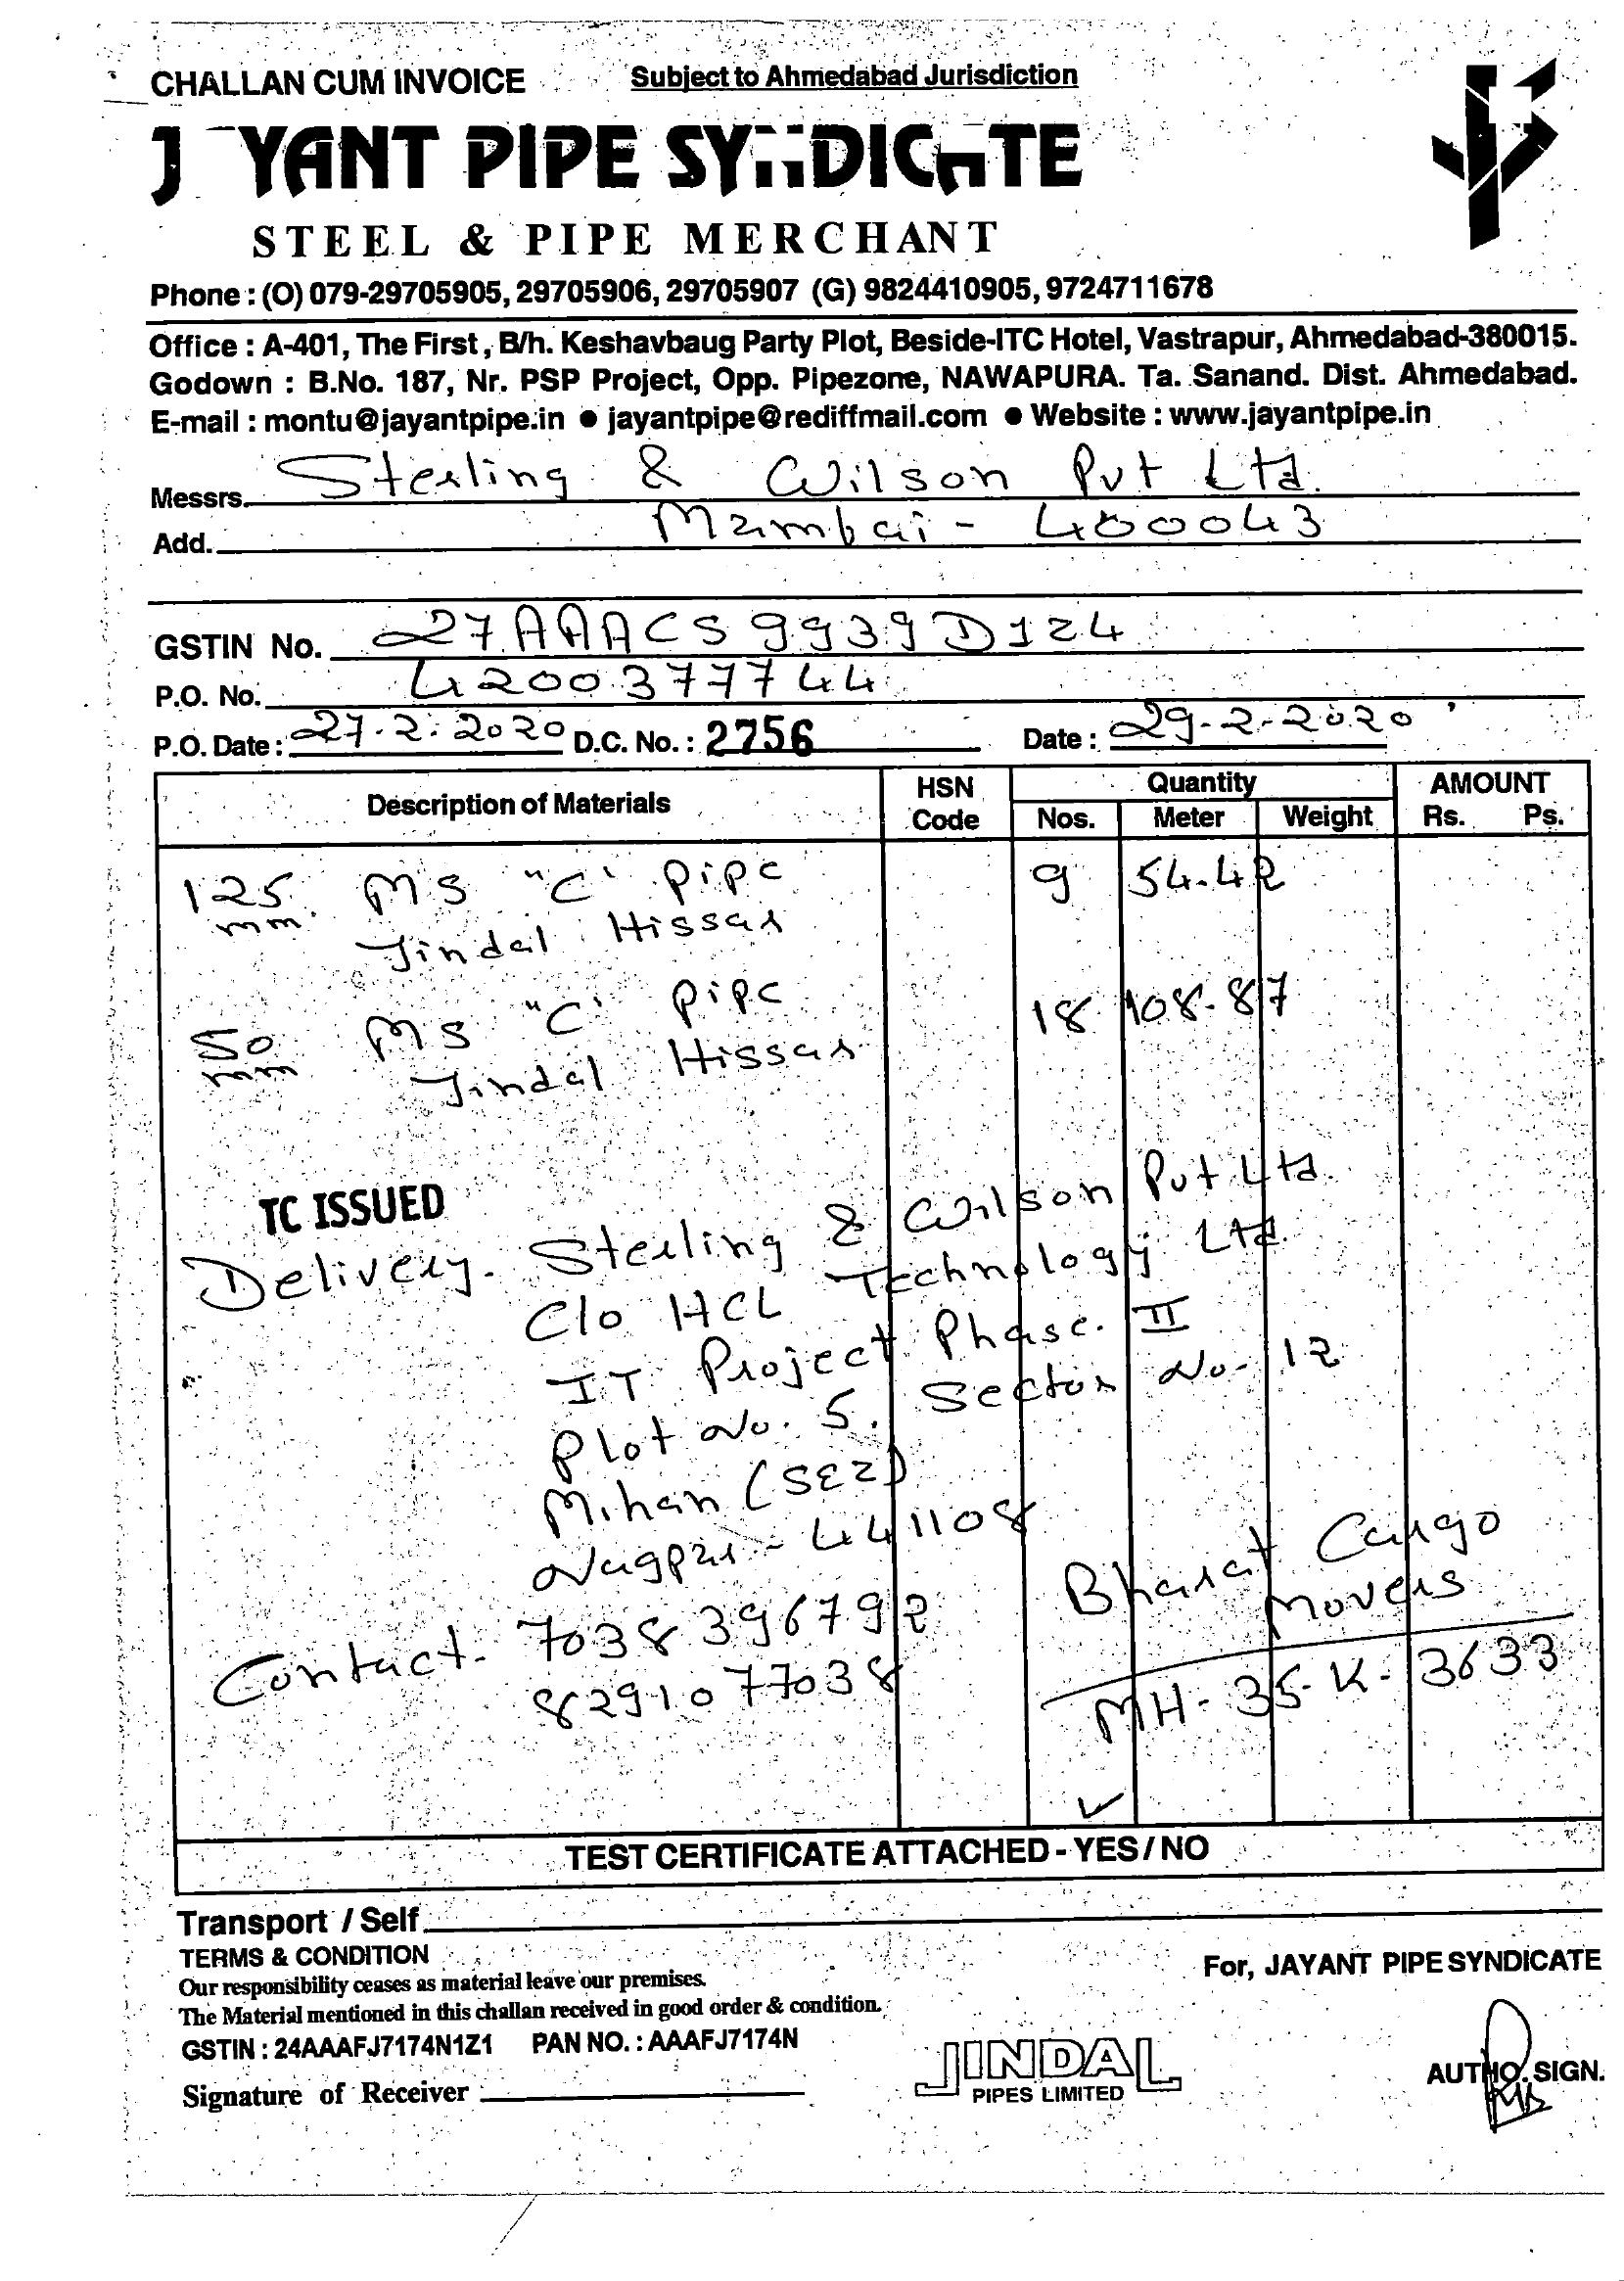 CHALLAN CUM INVOICE Subject to Ahmedabad Jurisdiction
JAYANT PIPE SYNDICATE
STEEL & PIPE MERCHANT
Phone : (O) 079-29705905, 29705906, 29705907 (G) 9824410905, 9724711678
Office : A-401, The First, B/h. Keshavbaug Party Plot, Beside-ITC Hotel, Vastrapur, Ahmedabad-380015.
Godown : B.No. 187, Nr. PSP Project, Opp. Pipezone, NAWAPURA. Ta. Sanand. Dist. Ahmedabad.
E-mail : montu@jayantpipe.in ● jayantpipe@rediffmail.com ● Website : www.jayantpipe.in
Messrs. Sterling & Wilson Pvt Ltd.
Add. Mumbai - 400043
GSTIN No. 27AAACS9939D1Z4
P.O. No. 4200377744
P.O. Date : 27-2-2020 D.C. No. : 2756 Date : 29-2-2020
Description of Materials HSN Code Quantity Nos. Meter Weight AMOUNT Rs. Ps.
125 mm MS "C" Pipe 9 54.42
Jindal Hissar
50 mm MS "C" Pipe 18 108.87
Jindal Hissar
TC ISSUED
Delivery. Sterling & Wilson Pvt Ltd.
C/o HCL Technology Ltd.
IT Project Phase. II
Plot No. 5, Sector No- 12
Mihan (SEZ)
Nagpur - 441108
Contact. 7038396792
8291077038
Bharat Cargo
Movers
MH-35-K-3633
TEST CERTIFICATE ATTACHED - YES / NO
Transport / Self
TERMS & CONDITION
Our responsibility ceases as material leave our premises.
The Material mentioned in this challan received in good order & condition.
GSTIN : 24AAAFJ7174N1Z1 PAN NO. : AAAFJ7174N
Signature of Receiver
JINDAL
PIPES LIMITED
For, JAYANT PIPE SYNDICATE
AUTHO. SIGN.